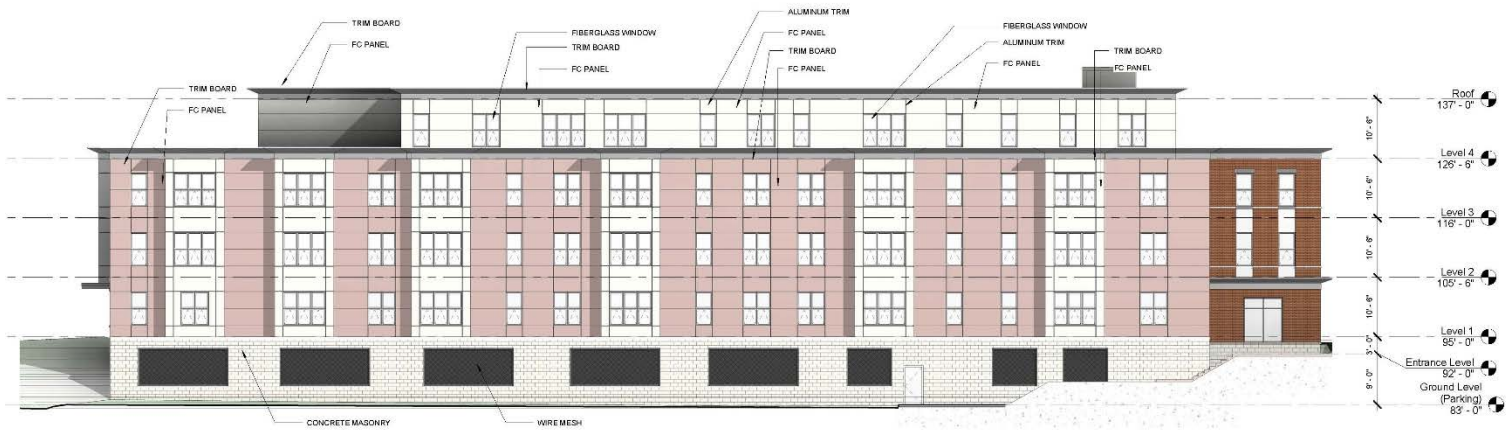 TRIM BOARD
FC PANEL
FIBERGLASS WINDOW
TRIM BOARD
FC PANEL
ALUMINUM TRIM
FC PANEL
TRIM BOARD
FC PANEL
FIBERGLASS WINDOW
ALUMINUM TRIM
FC PANEL
TRIM BOARD
FC PANEL
TRIM BOARD
FC PANEL
Roof
137' - 0"
10' - 6"
Level 4
126' - 6"
10' - 6"
Level 3
116' - 0"
10' - 6"
Level 2
105' - 6"
10' - 6"
Level 1
95' - 0"
3' - 0"
Entrance Level
92' - 0"
9' - 0"
Ground Level
(Parking)
83' - 0"
CONCRETE MASONRY
WIRE MESH